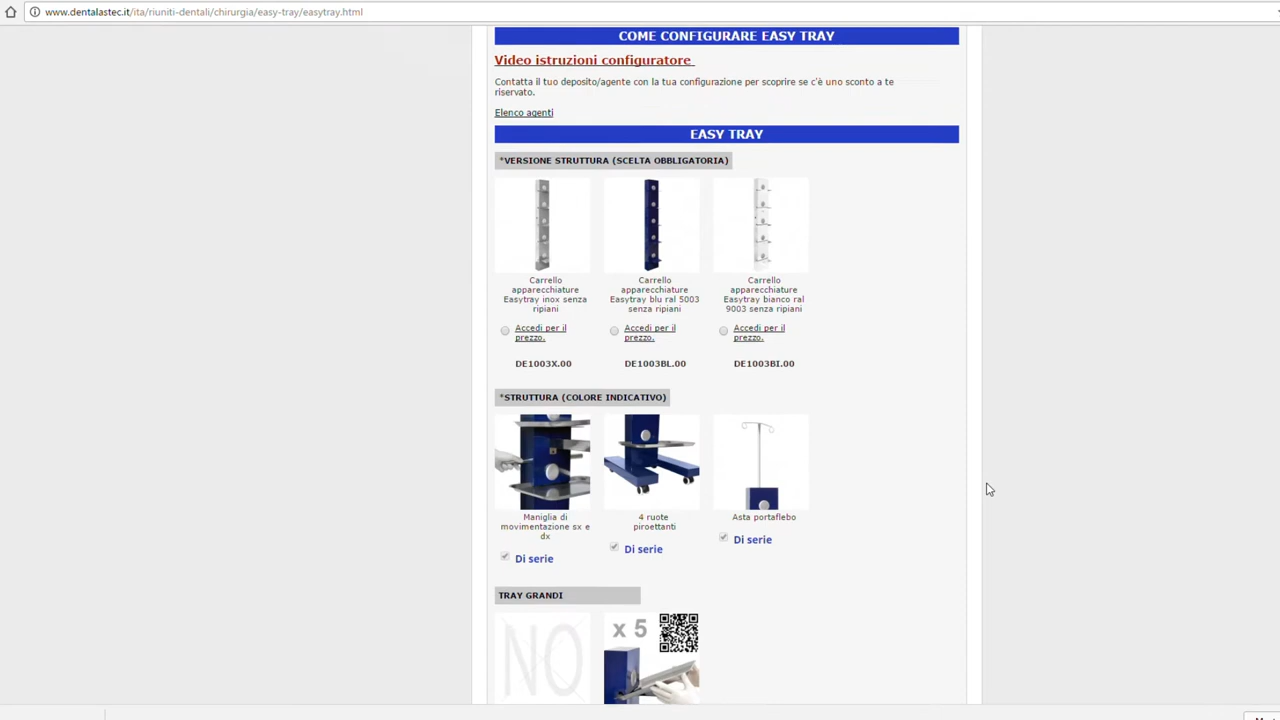 www.dentalastec.it/ita/riuniti-dentali/chirurgia/easy-tray/easytray.html
COME CONFIGURARE EASY TRAY
Video istruzioni configuratore
Contatta il tuo deposito/agente con la tua configurazione per scoprire se c'è uno sconto a te
riservato.
Elenco agenti
EASY TRAY
*VERSIONE STRUTTURA (SCELTA OBBLIGATORIA)
Carrello
apparecchiature
Easytray inox senza
ripiani
Accedi per il
prezzo.
DE1003X.00
Carrello
apparecchiature
Easytray blu ral 5003
senza ripiani
Accedi per il
prezzo.
DE1003BL.00
Carrello
apparecchiature
Easytray bianco ral
9003 senza ripiani
Accedi per il
prezzo.
DE1003BI.00
*STRUTTURA (COLORE INDICATIVO)
Maniglia di
movimentazione sx e
dx
Di serie
4 ruote
piroettanti
Di serie
Asta portaflebo
Di serie
TRAY GRANDI
NO
x 5